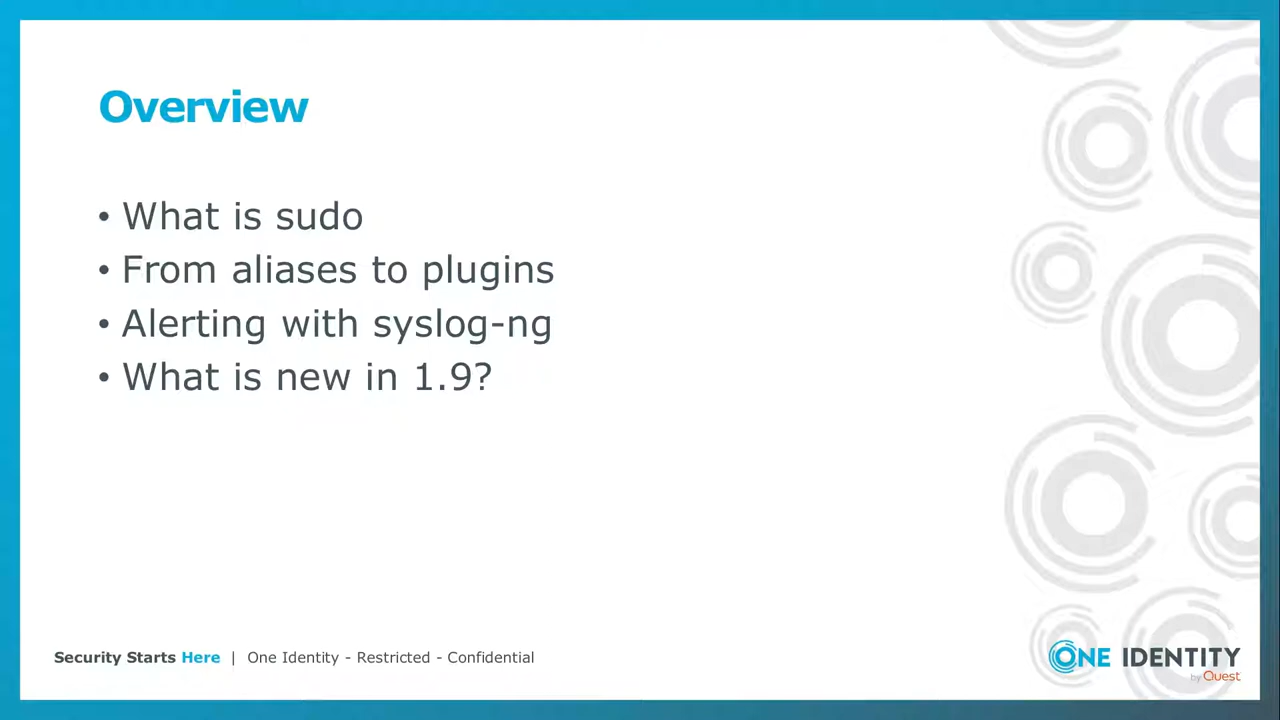 Overview
• What is sudo
• From aliases to plugins
• Alerting with syslog-ng
• What is new in 1.9?
Security Starts Here | One Identity - Restricted - Confidential
ONE IDENTITY
by Quest